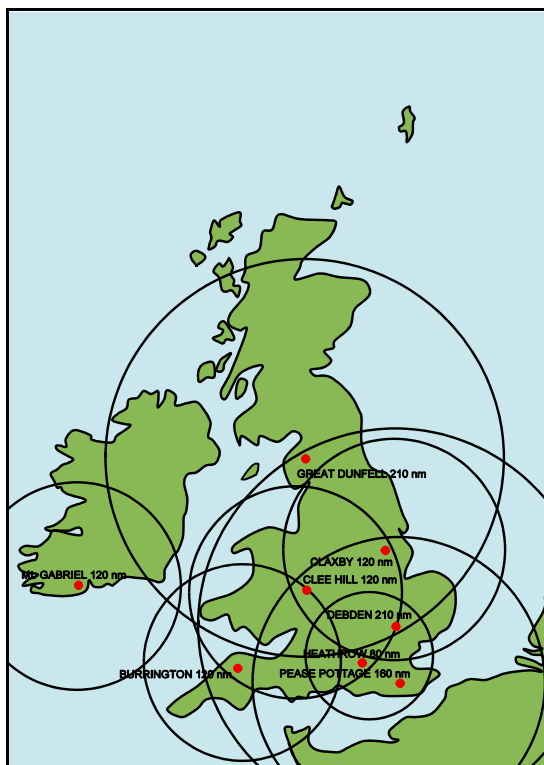 GREAT DUNFELL 210 nm
CLAXBY 120 nm
CLEE HILL 120 nm
Mt. GABRIEL 120 nm
DEBDEN 210 nm
HEATHROW 80 nm
BURRINGTON 120 nm
PEASE POTTAGE 160 nm